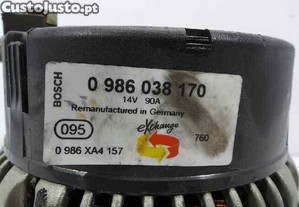 CustoJusto.pt
BOSCH
0 986 038 170
14V 90A
Remanufactured in Germany
eXchange
095
760
0 986 XA4 157